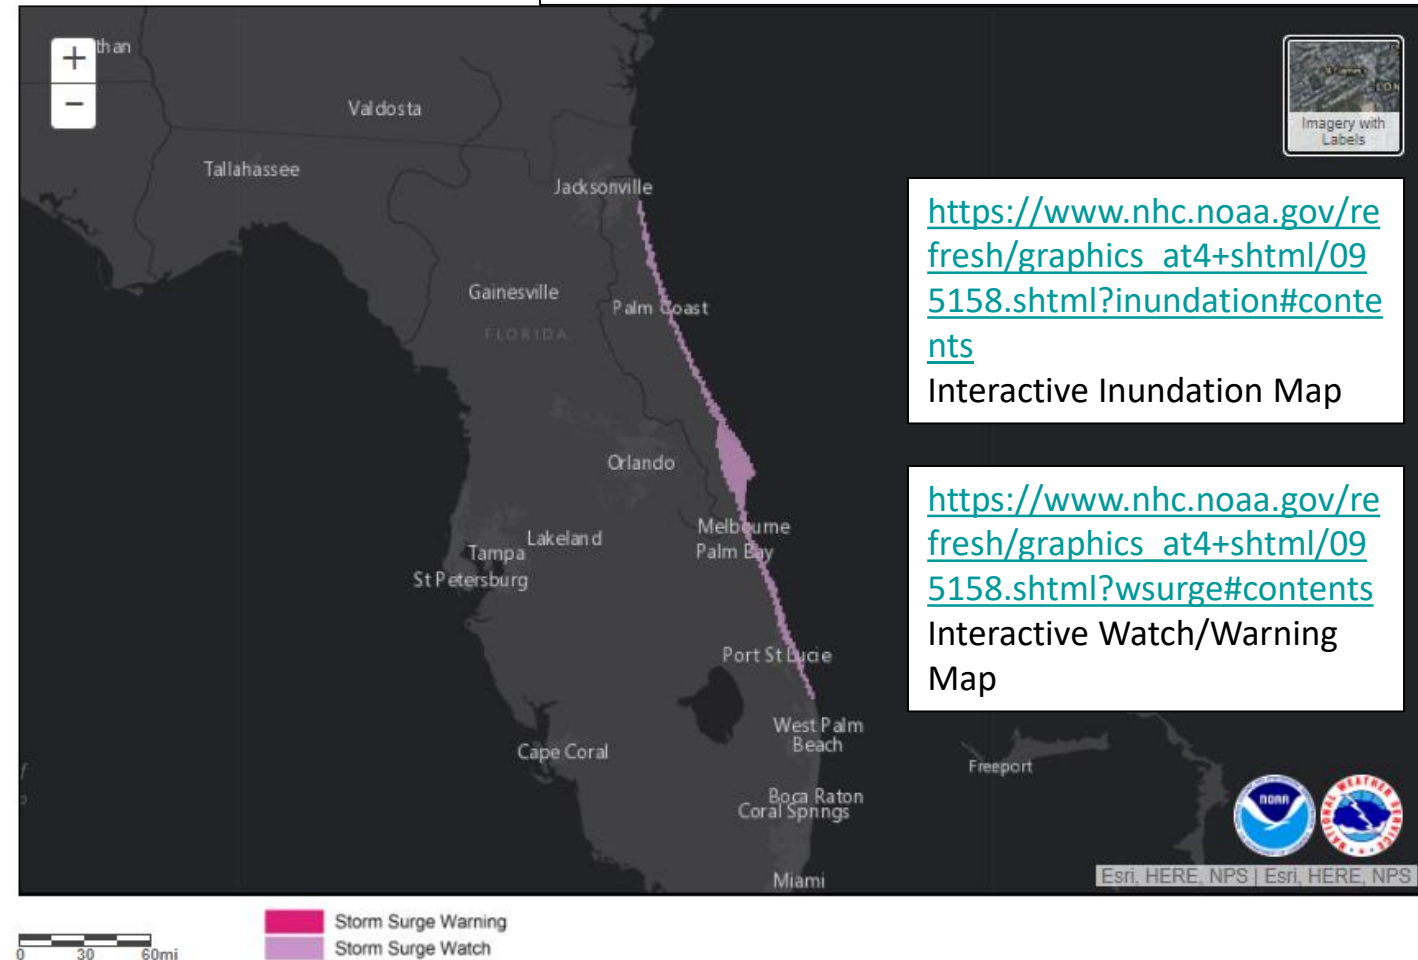 than
+
−
Valdosta
Tallahassee
Jacksonville
Imagery with
Labels
Gainesville
Palm Coast
FLORIDA
Orlando
Melbourne
Palm Bay
Lakeland
Tampa
St Petersburg
Port St Lucie
West Palm
Beach
Cape Coral
Freeport
Boca Raton
Coral Springs
Miami
https://www.nhc.noaa.gov/re
fresh/graphics_at4+shtml/09
5158.shtml?inundation#conte
nts
Interactive Inundation Map
https://www.nhc.noaa.gov/re
fresh/graphics_at4+shtml/09
5158.shtml?wsurge#contents
Interactive Watch/Warning
Map
NOAA
NATIONAL WEATHER SERVICE
Esri, HERE, NPS | Esri, HERE, NPS
0 30 60mi
Storm Surge Warning
Storm Surge Watch